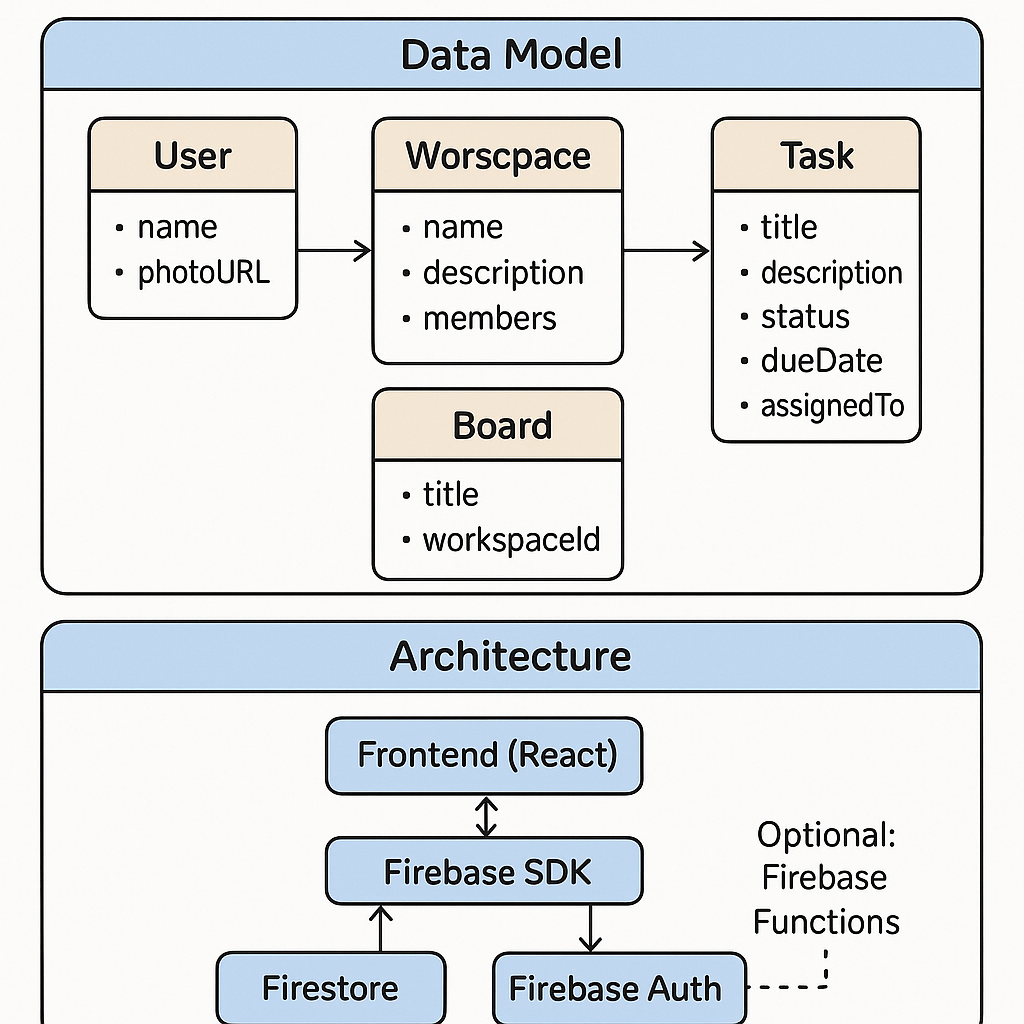 Data Model
User
• name
• photoURL
Worscpace
• name
• description
• members
Task
• title
• description
• status
• dueDate
• assignedTo
Board
• title
• workspaceId
Architecture
Frontend (React)
Firebase SDK
Optional:
Firebase
Functions
Firestore
Firebase Auth